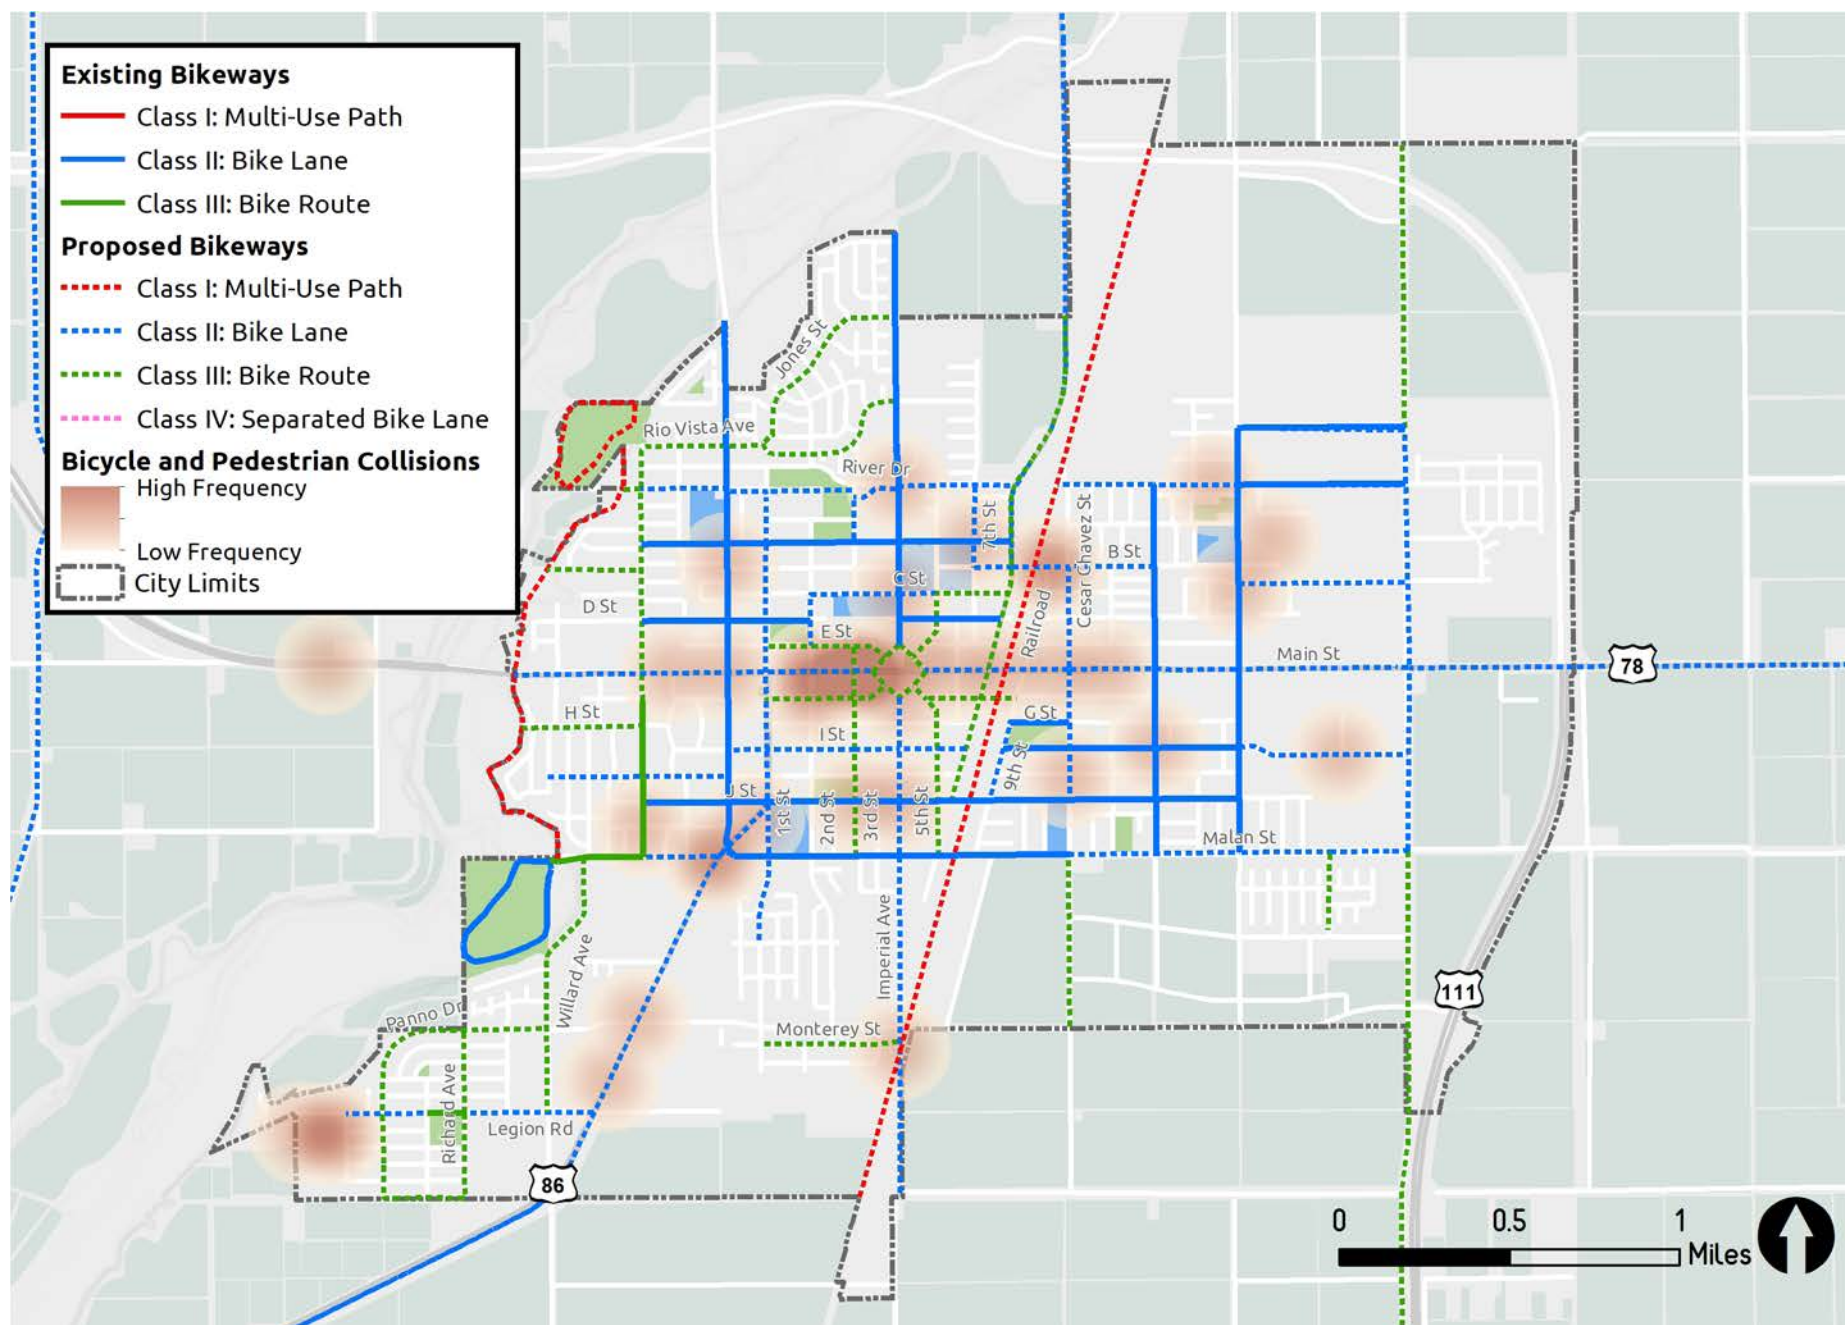 Existing Bikeways
Class I: Multi-Use Path
Class II: Bike Lane
Class III: Bike Route
Proposed Bikeways
Class I: Multi-Use Path
Class II: Bike Lane
Class III: Bike Route
Class IV: Separated Bike Lane
Bicycle and Pedestrian Collisions
High Frequency
Low Frequency
City Limits
Jones St
Rio Vista Ave
River Dr
7th St
Cesar Chavez St
B St
C St
D St
E St
Railroad
Main St
78
H St
G St
I St
9th St
J St
1st St
2nd St
3rd St
5th St
Malan St
Imperial Ave
Willard Ave
111
Panno Dr
Monterey St
Richard Ave
Legion Rd
86
0 0.5 1
Miles